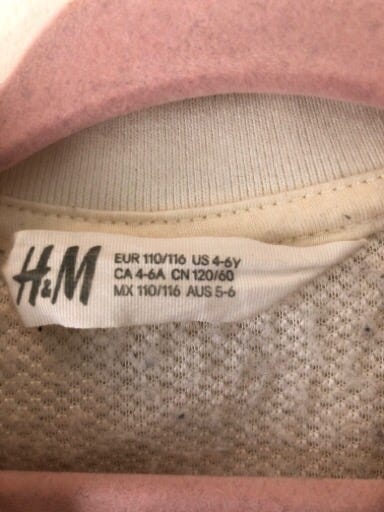 H&M
EUR 110/116 US 4-6Y
CA 4-6A CN 120/60
MX 110/116 AUS 5-6